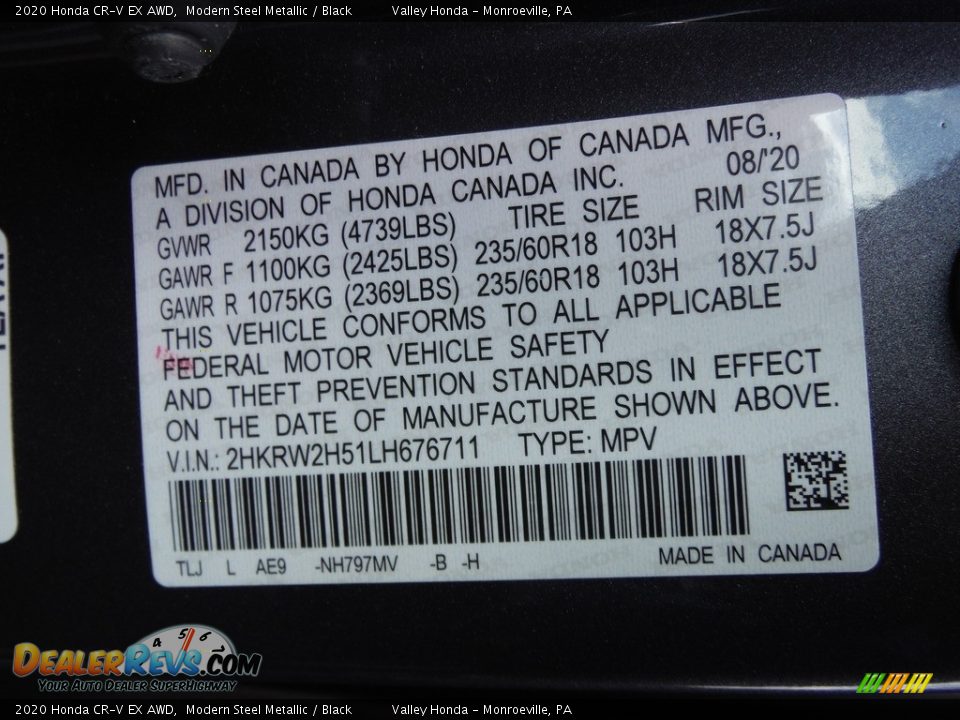 2020 Honda CR-V EX AWD, Modern Steel Metallic / Black Valley Honda - Monroeville, PA
MFD. IN CANADA BY HONDA OF CANADA MFG.,
A DIVISION OF HONDA CANADA INC. 08/'20
GVWR 2150KG (4739LBS) TIRE SIZE RIM SIZE
GAWR F 1100KG (2425LBS) 235/60R18 103H 18X7.5J
GAWR R 1075KG (2369LBS) 235/60R18 103H 18X7.5J
THIS VEHICLE CONFORMS TO ALL APPLICABLE
FEDERAL MOTOR VEHICLE SAFETY
AND THEFT PREVENTION STANDARDS IN EFFECT
ON THE DATE OF MANUFACTURE SHOWN ABOVE.
V.I.N.: 2HKRW2H51LH676711 TYPE: MPV
TLJ L AE9 -NH797MV -B -H MADE IN CANADA
4 5 6
DEALERREVS.COM
YOUR AUTO DEALER SUPERHIGHWAY
2020 Honda CR-V EX AWD, Modern Steel Metallic / Black Valley Honda - Monroeville, PA